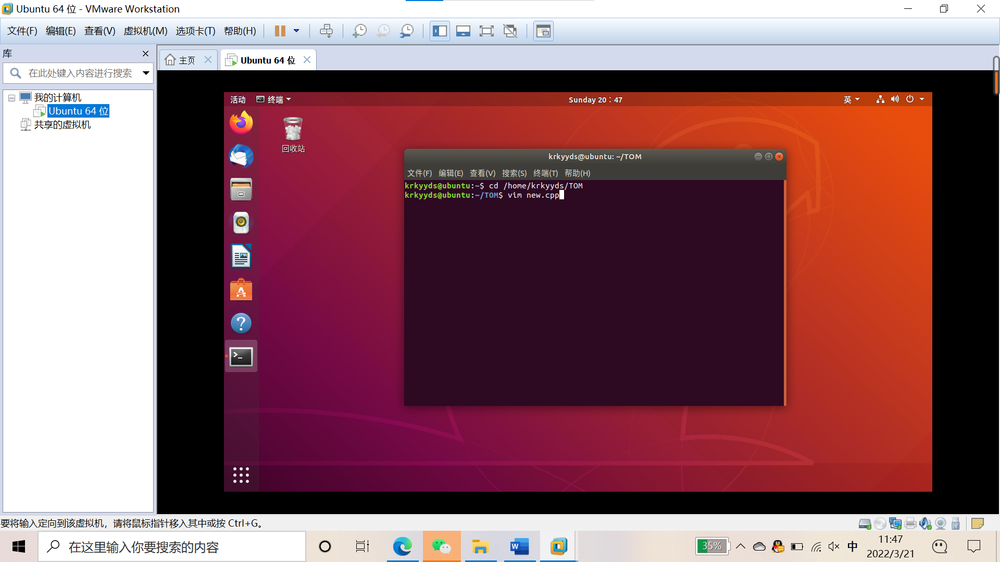 Ubuntu 64 位 - VMware Workstation
文件(F) 编辑(E) 查看(V) 虚拟机(M) 选项卡(T) 帮助(H)
库
主页
Ubuntu 64 位
在此处键入内容进行搜索
我的计算机
Ubuntu 64 位
共享的虚拟机
活动 终端 Sunday 20：47 英
回收站
krkyyds@ubuntu: ~/TOM
文件(F) 编辑(E) 查看(V) 搜索(S) 终端(T) 帮助(H)
krkyyds@ubuntu:~$ cd /home/krkyyds/TOM
krkyyds@ubuntu:~/TOM$ vim new.cpp
要将输入定向到该虚拟机，请将鼠标指针移入其中或按 Ctrl+G。
在这里输入你要搜索的内容
35%
中
11:47
2022/3/21